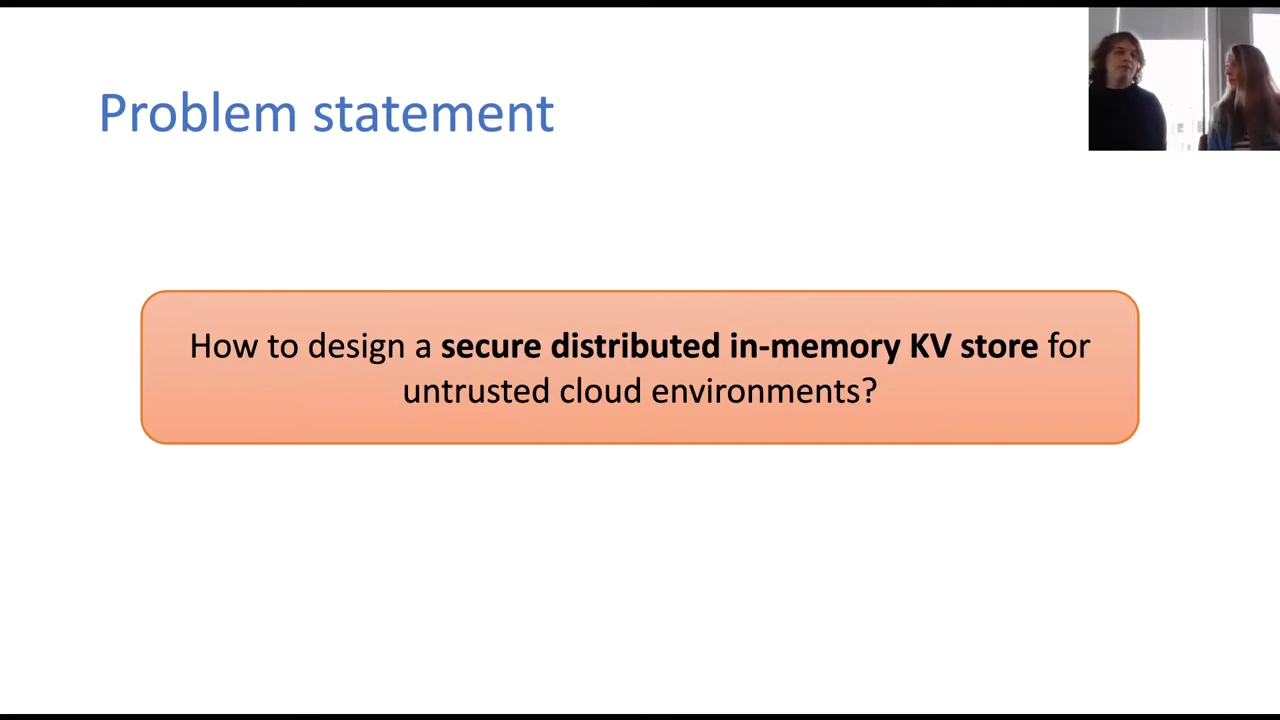 Problem statement
How to design a secure distributed in-memory KV store for
untrusted cloud environments?